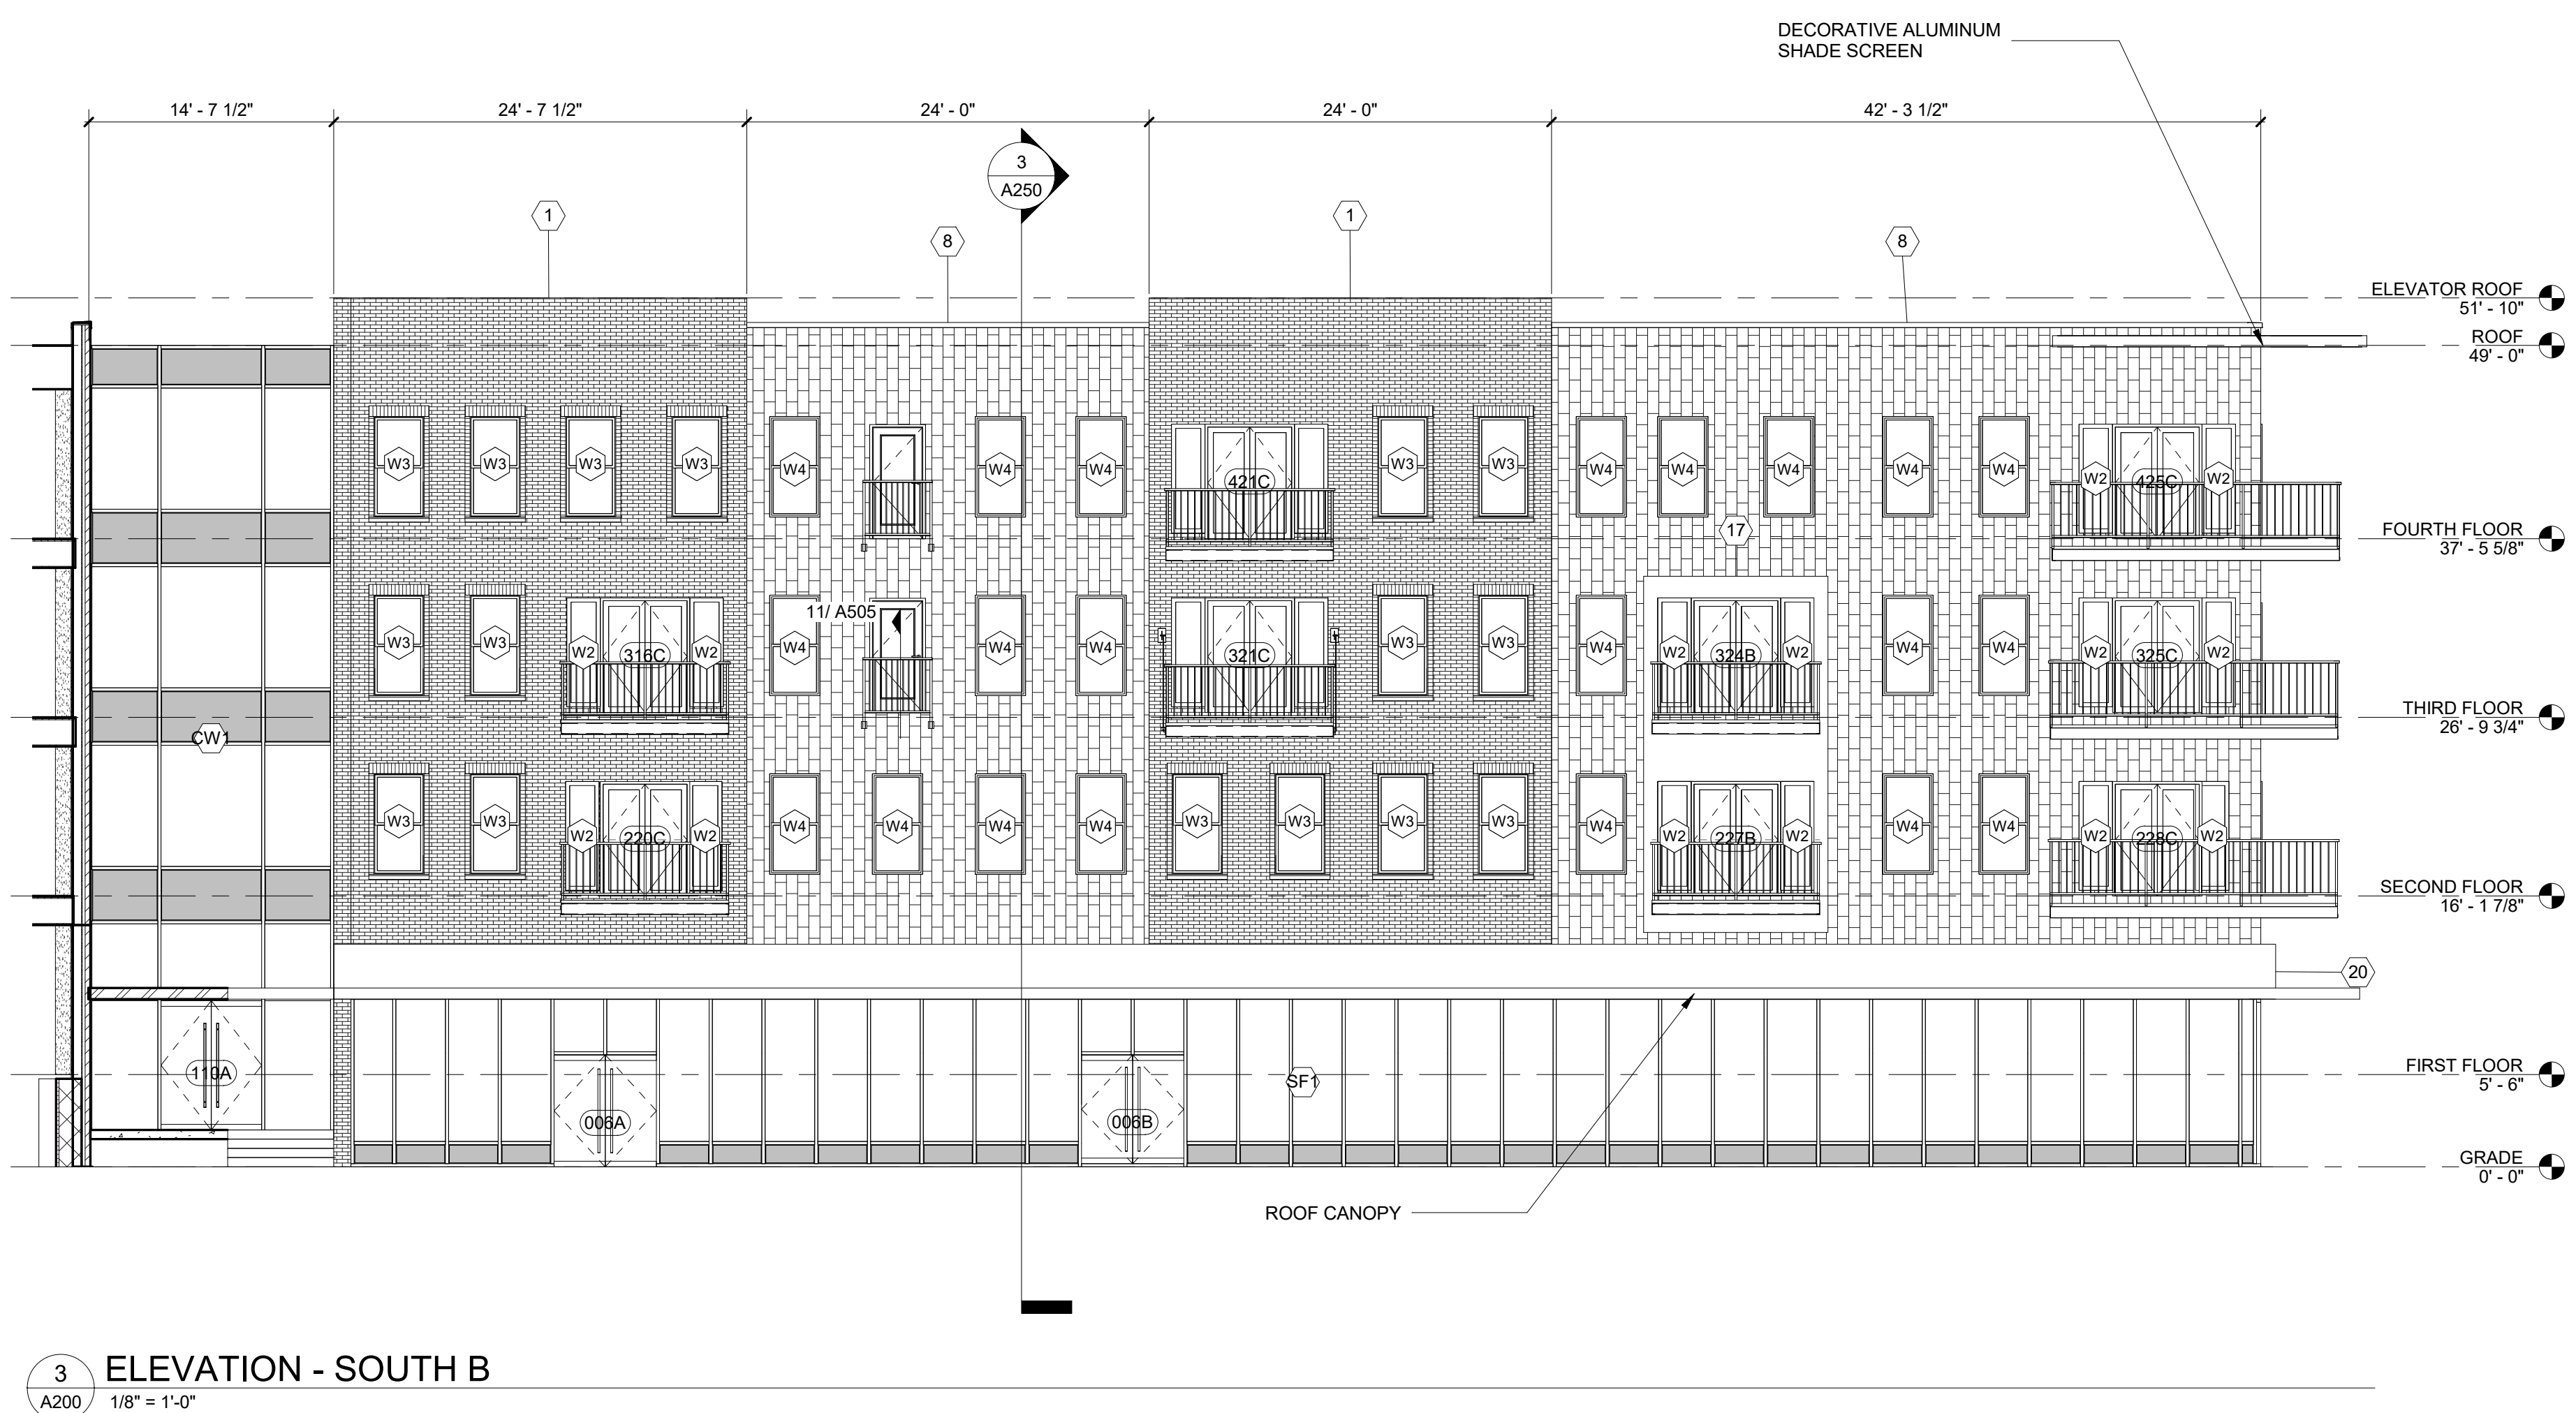 DECORATIVE ALUMINUM
SHADE SCREEN
14' - 7 1/2"
24' - 7 1/2"
24' - 0"
24' - 0"
42' - 3 1/2"
3
A250
1
8
1
8
ELEVATOR ROOF
51' - 10"
ROOF
49' - 0"
W3
W3
W3
W3
W4
W4
W4
421C
W3
W3
W4
W4
W4
W4
W4
W2
425C
W2
17
FOURTH FLOOR
37' - 5 5/8"
11/ A505
W3
W3
W2
316C
W2
W4
W4
W4
321C
W3
W3
W4
W2
324B
W2
W4
W4
W2
325C
W2
THIRD FLOOR
26' - 9 3/4"
CW1
W3
W3
W2
220C
W2
W4
W4
W4
W4
W3
W3
W3
W3
W4
W2
227B
W2
W4
W4
W2
228C
W2
SECOND FLOOR
16' - 1 7/8"
20
110A
006A
006B
SF1
FIRST FLOOR
5' - 6"
GRADE
0' - 0"
ROOF CANOPY
3
A200
ELEVATION - SOUTH B
1/8" = 1'-0"